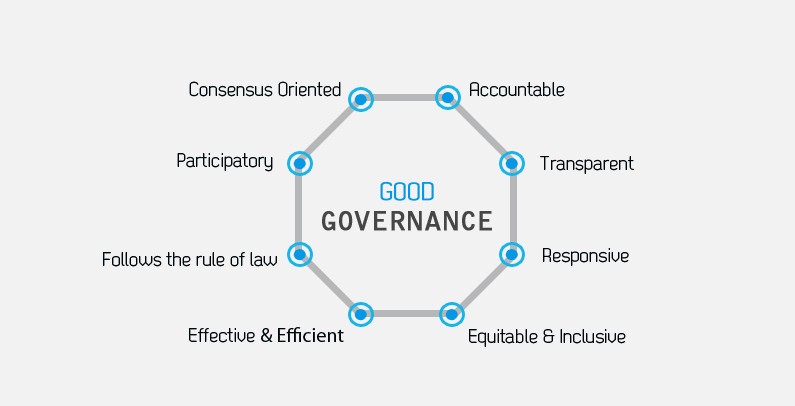 Consensus Oriented
Accountable
Participatory
Transparent
GOOD
GOVERNANCE
Follows the rule of law
Responsive
Effective & Efficient
Equitable & Inclusive